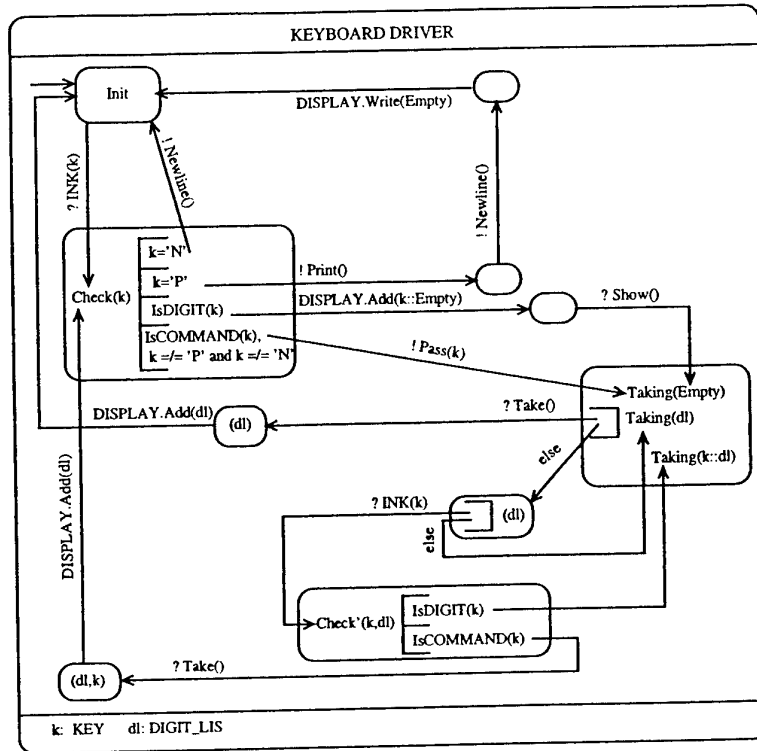 KEYBOARD DRIVER
Init
DISPLAY.Write(Empty)
? INK(k)
! Newline()
! Newline()
k='N'
k='P'
! Print()
Check(k)
IsDIGIT(k)
DISPLAY.Add(k::Empty)
? Show()
IsCOMMAND(k),
k =/= 'P' and k =/= 'N'
! Pass(k)
Taking(Empty)
DISPLAY.Add(dl)
(dl)
? Take()
Taking(dl)
else
Taking(k::dl)
DISPLAY.Add(dl)
? INK(k)
(dl)
else
Check'(k,dl)
IsDIGIT(k)
IsCOMMAND(k)
(dl,k)
? Take()
k: KEY dl: DIGIT_LIS